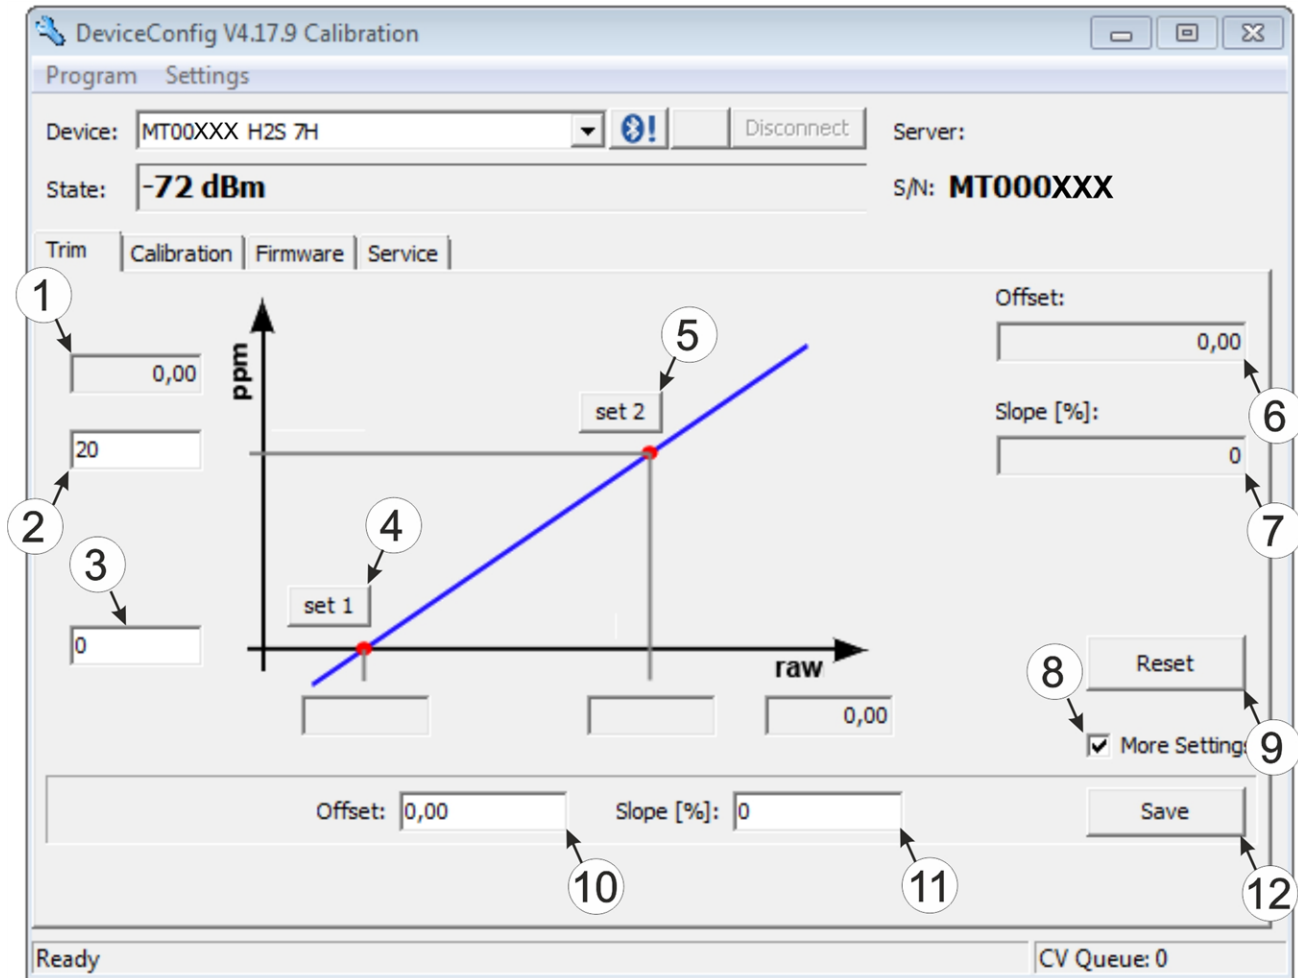 DeviceConfig V4.17.9 Calibration
Program Settings
Device: MT00XXX H2S 7H Disconnect Server:
State: -72 dBm S/N: MT000XXX
Trim Calibration Firmware Service
1
Offset:
5
0,00
0,00
ppm
6
set 2
Slope [%]:
20
0
2
4
7
3
set 1
0
raw
Reset
8
0,00
More Setting
9
Offset: 0,00 Slope [%]: 0 Save
10
11
12
Ready CV Queue: 0